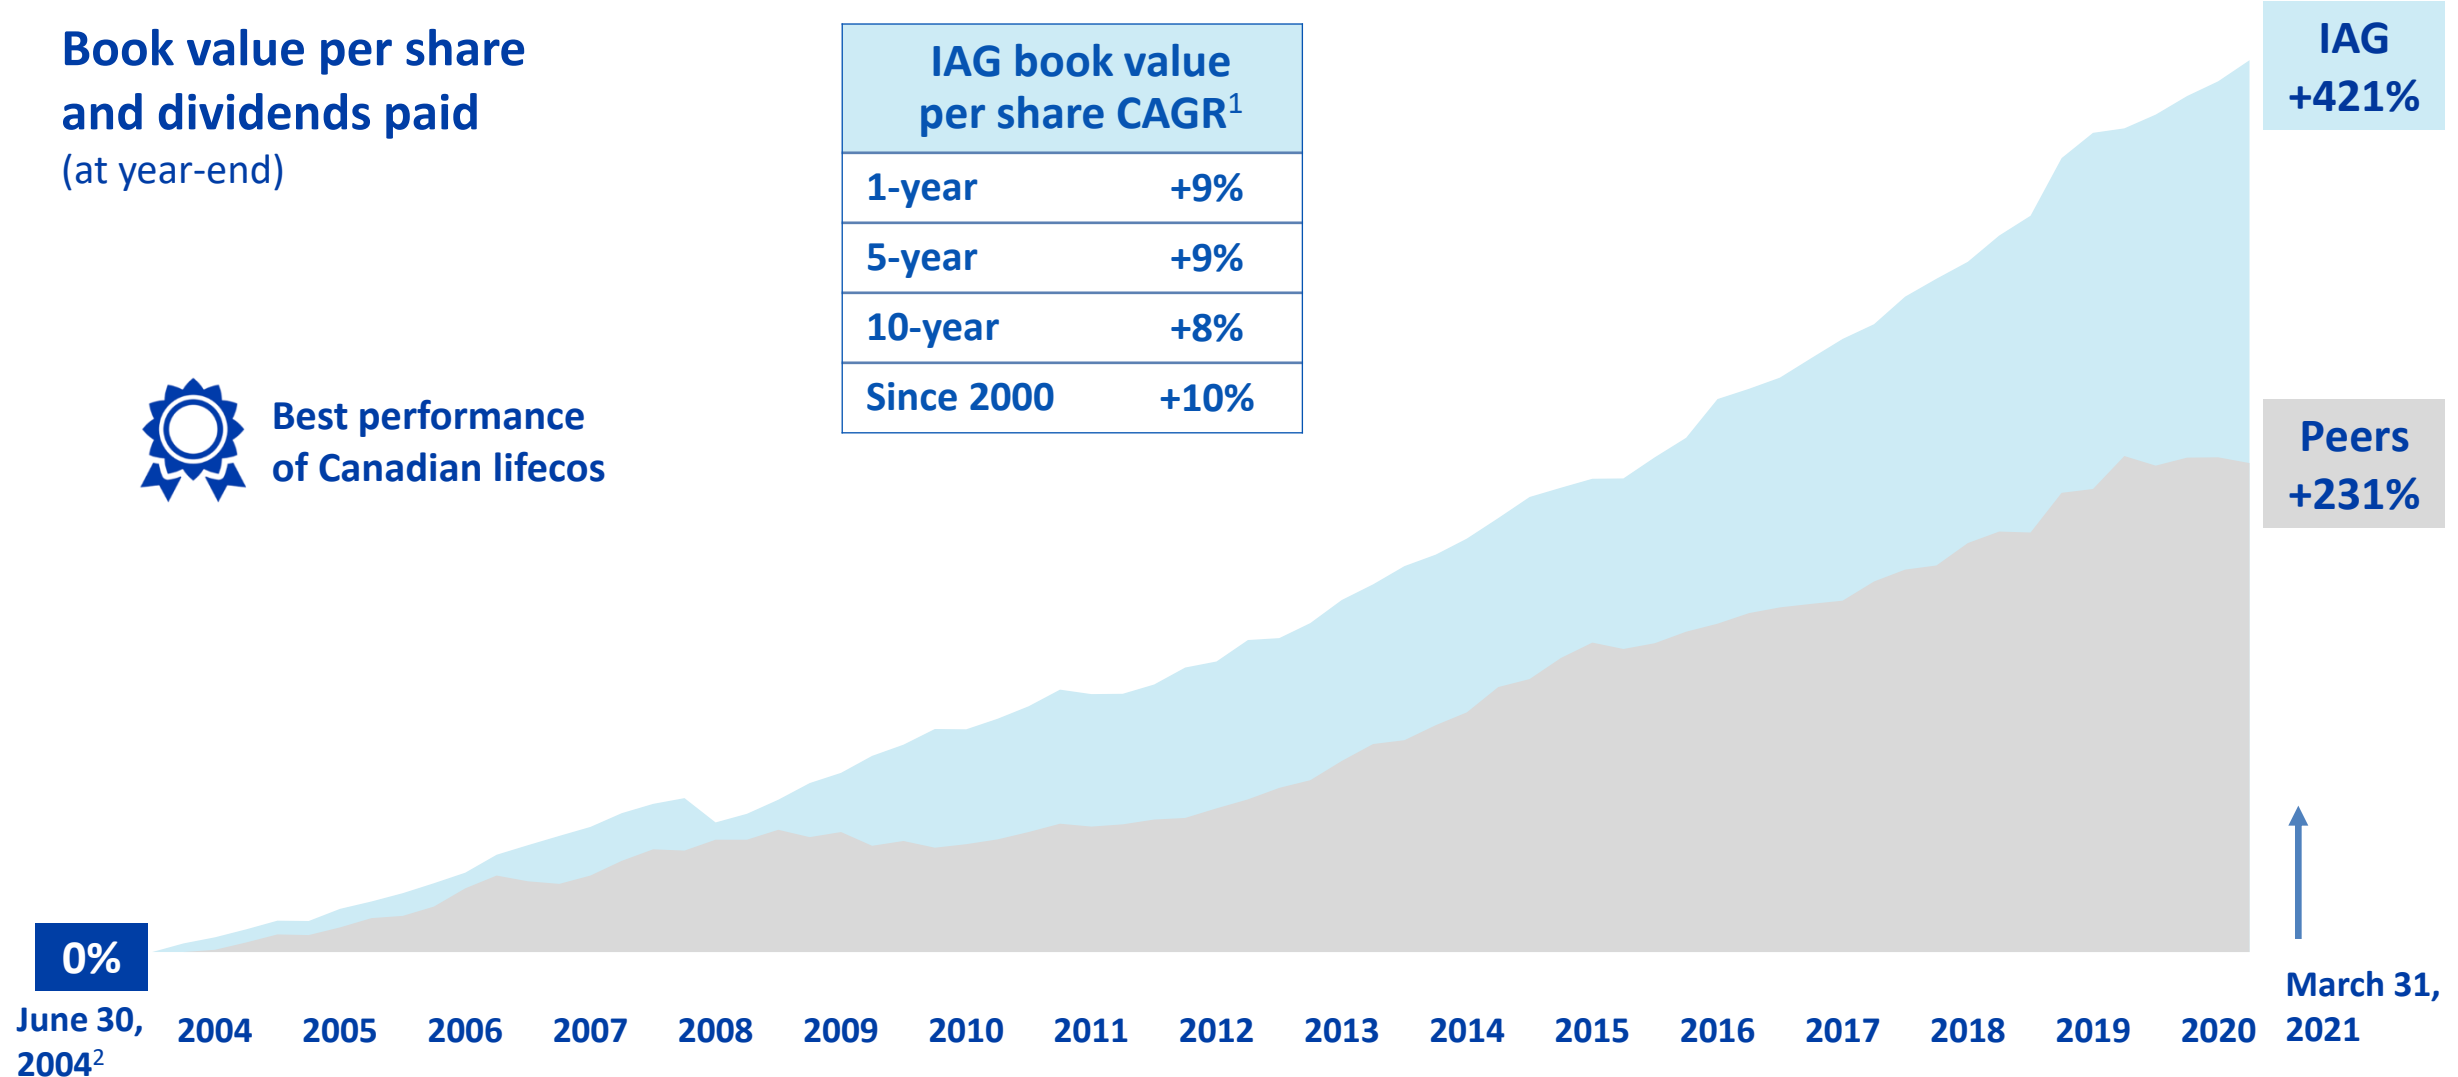 Book value per share
and dividends paid
(at year-end)
IAG book value
per share CAGR¹
1-year +9%
5-year +9%
10-year +8%
Since 2000 +10%
IAG
+421%
Best performance
of Canadian lifecos
Peers
+231%
0%
June 30,
2004²
2004 2005 2006 2007 2008 2009 2010 2011 2012 2013 2014 2015 2016 2017 2018 2019 2020
March 31,
2021